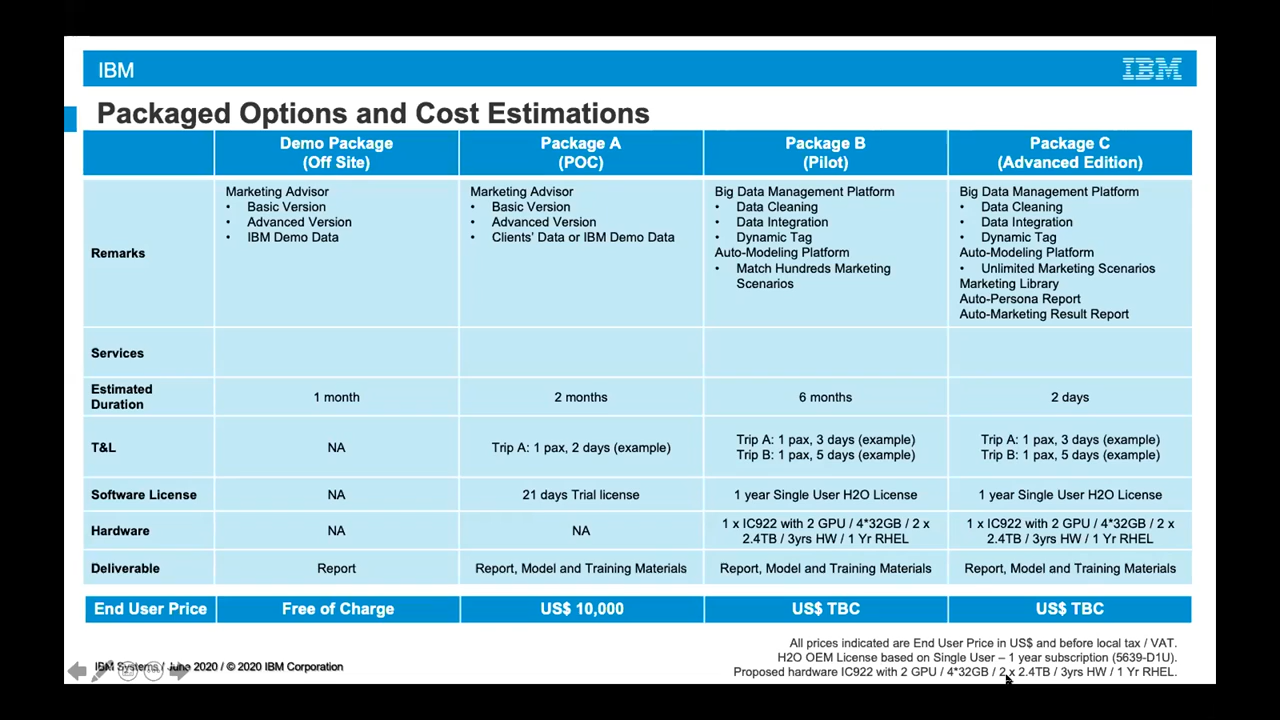 IBM
IBM
Packaged Options and Cost Estimations
Demo Package
(Off Site)
Package A
(POC)
Package B
(Pilot)
Package C
(Advanced Edition)
Remarks
Marketing Advisor
• Basic Version
• Advanced Version
• IBM Demo Data
Marketing Advisor
• Basic Version
• Advanced Version
• Clients' Data or IBM Demo Data
Big Data Management Platform
• Data Cleaning
• Data Integration
• Dynamic Tag
Auto-Modeling Platform
• Match Hundreds Marketing
Scenarios
Big Data Management Platform
• Data Cleaning
• Data Integration
• Dynamic Tag
Auto-Modeling Platform
• Unlimited Marketing Scenarios
Marketing Library
Auto-Persona Report
Auto-Marketing Result Report
Services
Estimated
Duration
1 month
2 months
6 months
2 days
T&L
NA
Trip A: 1 pax, 2 days (example)
Trip A: 1 pax, 3 days (example)
Trip B: 1 pax, 5 days (example)
Trip A: 1 pax, 3 days (example)
Trip B: 1 pax, 5 days (example)
Software License
NA
21 days Trial license
1 year Single User H2O License
1 year Single User H2O License
Hardware
NA
NA
1 x IC922 with 2 GPU / 4*32GB / 2 x
2.4TB / 3yrs HW / 1 Yr RHEL
1 x IC922 with 2 GPU / 4*32GB / 2 x
2.4TB / 3yrs HW / 1 Yr RHEL
Deliverable
Report
Report, Model and Training Materials
Report, Model and Training Materials
Report, Model and Training Materials
End User Price
Free of Charge
US$ 10,000
US$ TBC
US$ TBC
All prices indicated are End User Price in US$ and before local tax / VAT.
H2O OEM License based on Single User – 1 year subscription (5639-D1U).
Proposed hardware IC922 with 2 GPU / 4*32GB / 2 x 2.4TB / 3yrs HW / 1 Yr RHEL.
IBM Systems / June 2020 / © 2020 IBM Corporation